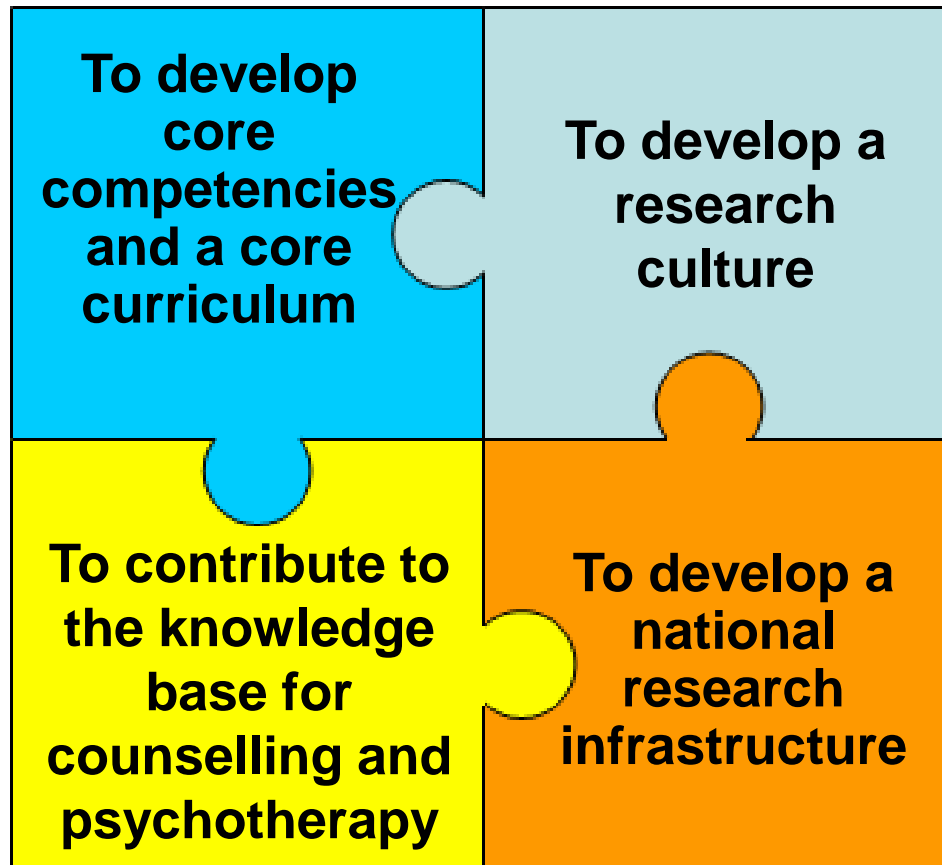 To develop
core
competencies
and a core
curriculum
To develop a
research
culture
To contribute to
the knowledge
base for
counselling and
psychotherapy
To develop a
national
research
infrastructure